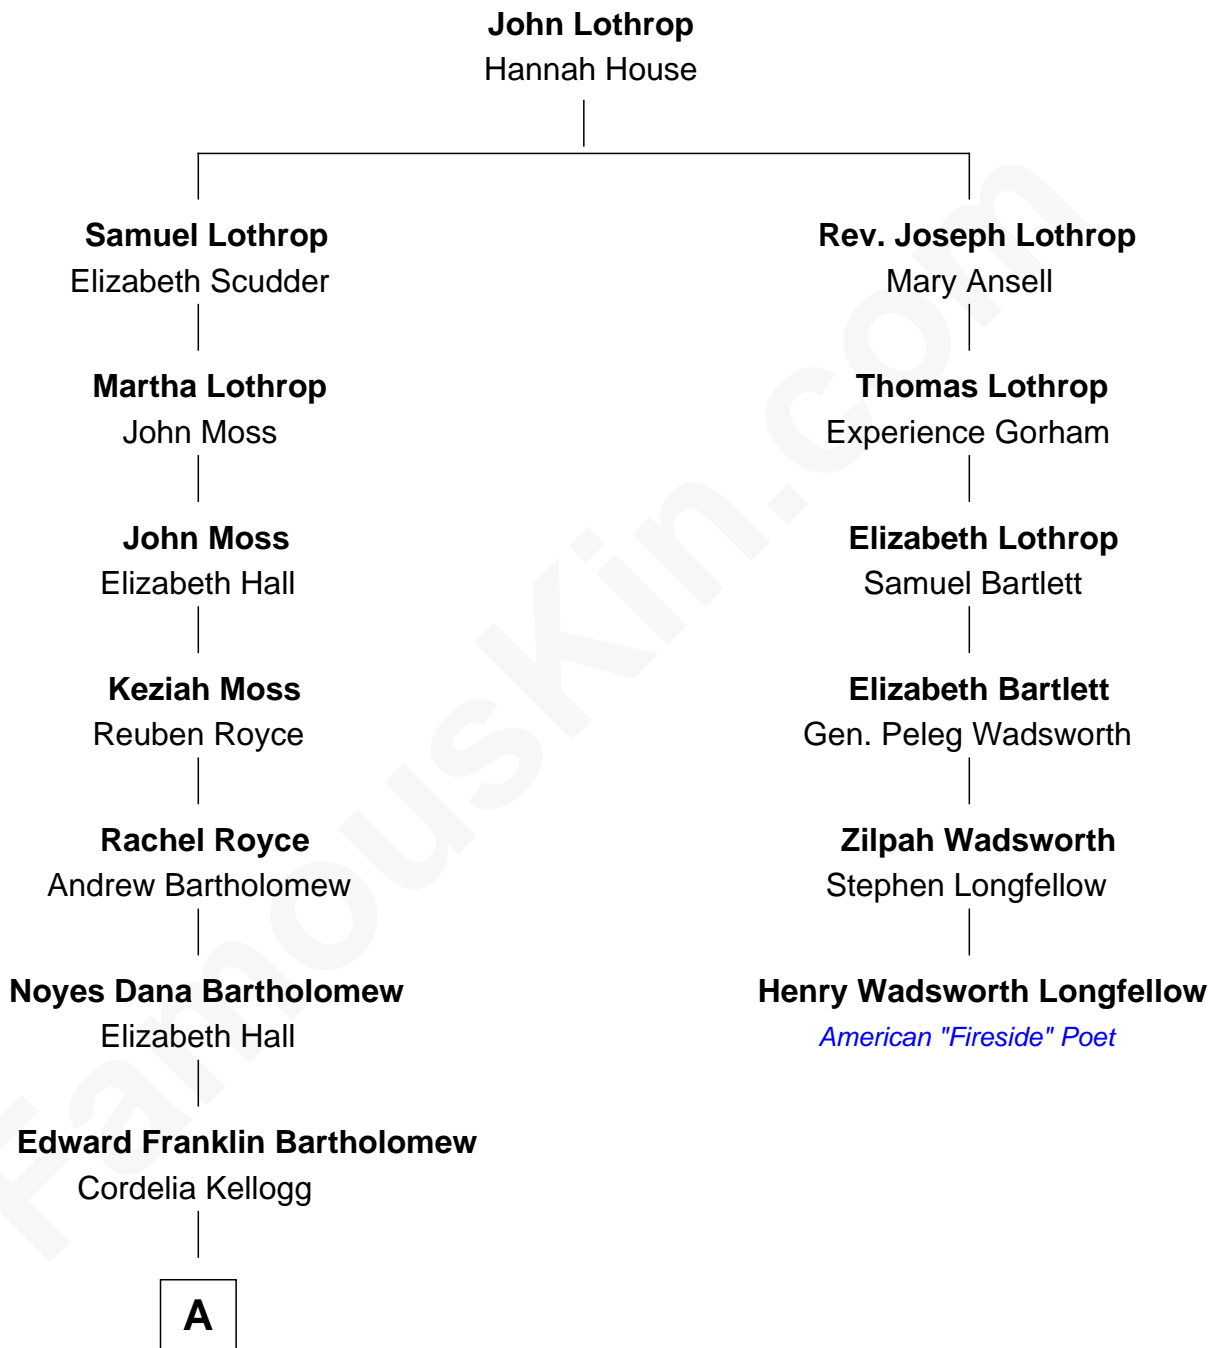 John Lothrop
Hannah House
Samuel Lothrop
Elizabeth Scudder
Rev. Joseph Lothrop
Mary Ansell
Martha Lothrop
John Moss
Thomas Lothrop
Experience Gorham
John Moss
Elizabeth Hall
Elizabeth Lothrop
Samuel Bartlett
Keziah Moss
Reuben Royce
Elizabeth Bartlett
Gen. Peleg Wadsworth
Rachel Royce
Andrew Bartholomew
Zilpah Wadsworth
Stephen Longfellow
Noyes Dana Bartholomew
Elizabeth Hall
Henry Wadsworth Longfellow
American "Fireside" Poet
Edward Franklin Bartholomew
Cordelia Kellogg
A
FamousKin.com